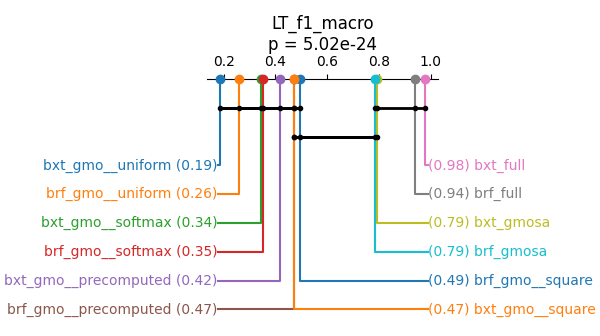 LT_f1_macro
p = 5.02e-24
0.2 0.4 0.6 0.8 1.0
bxt_gmo__uniform (0.19) (0.98) bxt_full
brf_gmo__uniform (0.26) (0.94) brf_full
bxt_gmo__softmax (0.34) (0.79) bxt_gmosa
brf_gmo__softmax (0.35) (0.79) brf_gmosa
bxt_gmo__precomputed (0.42) (0.49) brf_gmo__square
brf_gmo__precomputed (0.47) (0.47) bxt_gmo__square